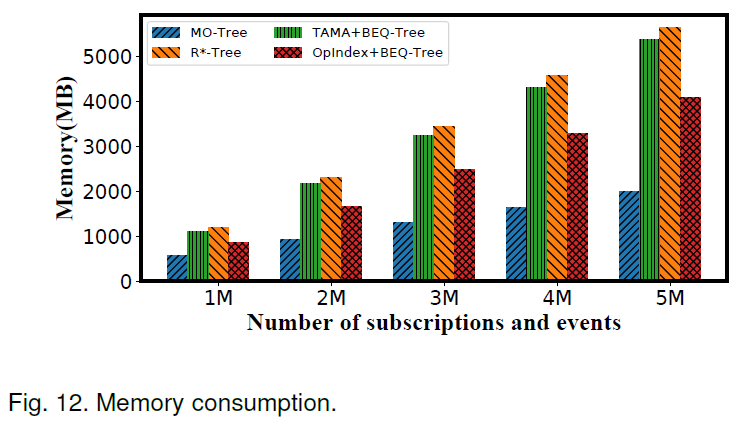 MO-Tree
R*-Tree
TAMA+BEQ-Tree
OpIndex+BEQ-Tree
Memory(MB)
5000
4000
3000
2000
1000
0
1M 2M 3M 4M 5M
Number of subscriptions and events
Fig. 12. Memory consumption.